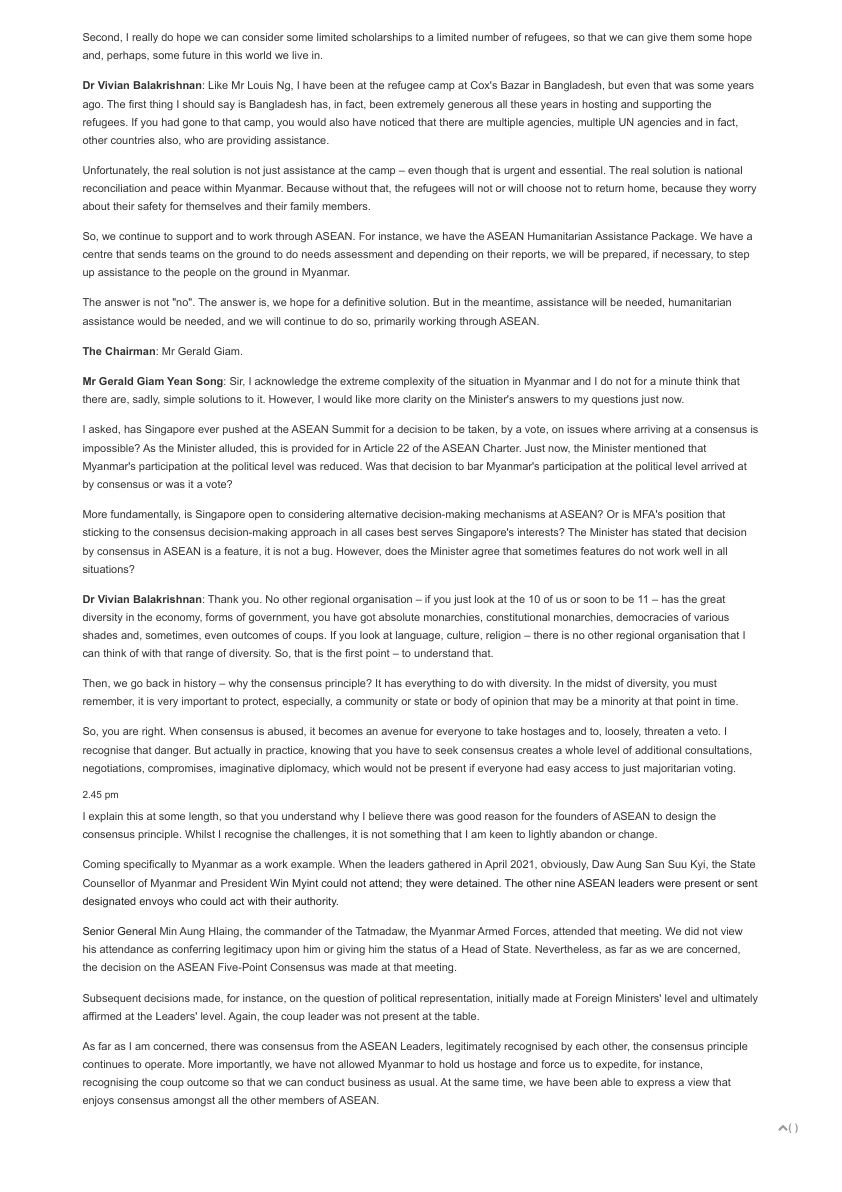 Second, I really do hope we can consider some limited scholarships to a limited number of refugees, so that we can give them some hope
and, perhaps, some future in this world we live in.
Dr Vivian Balakrishnan: Like Mr Louis Ng, I have been at the refugee camp at Cox's Bazar in Bangladesh, but even that was some years
ago. The first thing I should say is Bangladesh has, in fact, been extremely generous all these years in hosting and supporting the
refugees. If you had gone to that camp, you would also have noticed that there are multiple agencies, multiple UN agencies and in fact,
other countries also, who are providing assistance.
Unfortunately, the real solution is not just assistance at the camp – even though that is urgent and essential. The real solution is national
reconciliation and peace within Myanmar. Because without that, the refugees will not or will choose not to return home, because they worry
about their safety for themselves and their family members.
So, we continue to support and to work through ASEAN. For instance, we have the ASEAN Humanitarian Assistance Package. We have a
centre that sends teams on the ground to do needs assessment and depending on their reports, we will be prepared, if necessary, to step
up assistance to the people on the ground in Myanmar.
The answer is not "no". The answer is, we hope for a definitive solution. But in the meantime, assistance will be needed, humanitarian
assistance would be needed, and we will continue to do so, primarily working through ASEAN.
The Chairman: Mr Gerald Giam.
Mr Gerald Giam Yean Song: Sir, I acknowledge the extreme complexity of the situation in Myanmar and I do not for a minute think that
there are, sadly, simple solutions to it. However, I would like more clarity on the Minister's answers to my questions just now.
I asked, has Singapore ever pushed at the ASEAN Summit for a decision to be taken, by a vote, on issues where arriving at a consensus is
impossible? As the Minister alluded, this is provided for in Article 22 of the ASEAN Charter. Just now, the Minister mentioned that
Myanmar's participation at the political level was reduced. Was that decision to bar Myanmar's participation at the political level arrived at
by consensus or was it a vote?
More fundamentally, is Singapore open to considering alternative decision-making mechanisms at ASEAN? Or is MFA's position that
sticking to the consensus decision-making approach in all cases best serves Singapore's interests? The Minister has stated that decision
by consensus in ASEAN is a feature, it is not a bug. However, does the Minister agree that sometimes features do not work well in all
situations?
Dr Vivian Balakrishnan: Thank you. No other regional organisation – if you just look at the 10 of us or soon to be 11 – has the great
diversity in the economy, forms of government, you have got absolute monarchies, constitutional monarchies, democracies of various
shades and, sometimes, even outcomes of coups. If you look at language, culture, religion – there is no other regional organisation that I
can think of with that range of diversity. So, that is the first point – to understand that.
Then, we go back in history – why the consensus principle? It has everything to do with diversity. In the midst of diversity, you must
remember, it is very important to protect, especially, a community or state or body of opinion that may be a minority at that point in time.
So, you are right. When consensus is abused, it becomes an avenue for everyone to take hostages and to, loosely, threaten a veto. I
recognise that danger. But actually in practice, knowing that you have to seek consensus creates a whole level of additional consultations,
negotiations, compromises, imaginative diplomacy, which would not be present if everyone had easy access to just majoritarian voting.
2.45 pm
I explain this at some length, so that you understand why I believe there was good reason for the founders of ASEAN to design the
consensus principle. Whilst I recognise the challenges, it is not something that I am keen to lightly abandon or change.
Coming specifically to Myanmar as a work example. When the leaders gathered in April 2021, obviously, Daw Aung San Suu Kyi, the State
Counsellor of Myanmar and President Win Myint could not attend; they were detained. The other nine ASEAN leaders were present or sent
designated envoys who could act with their authority.
Senior General Min Aung Hlaing, the commander of the Tatmadaw, the Myanmar Armed Forces, attended that meeting. We did not view
his attendance as conferring legitimacy upon him or giving him the status of a Head of State. Nevertheless, as far as we are concerned,
the decision on the ASEAN Five-Point Consensus was made at that meeting.
Subsequent decisions made, for instance, on the question of political representation, initially made at Foreign Ministers' level and ultimately
affirmed at the Leaders' level. Again, the coup leader was not present at the table.
As far as I am concerned, there was consensus from the ASEAN Leaders, legitimately recognised by each other, the consensus principle
continues to operate. More importantly, we have not allowed Myanmar to hold us hostage and force us to expedite, for instance,
recognising the coup outcome so that we can conduct business as usual. At the same time, we have been able to express a view that
enjoys consensus amongst all the other members of ASEAN.
( )